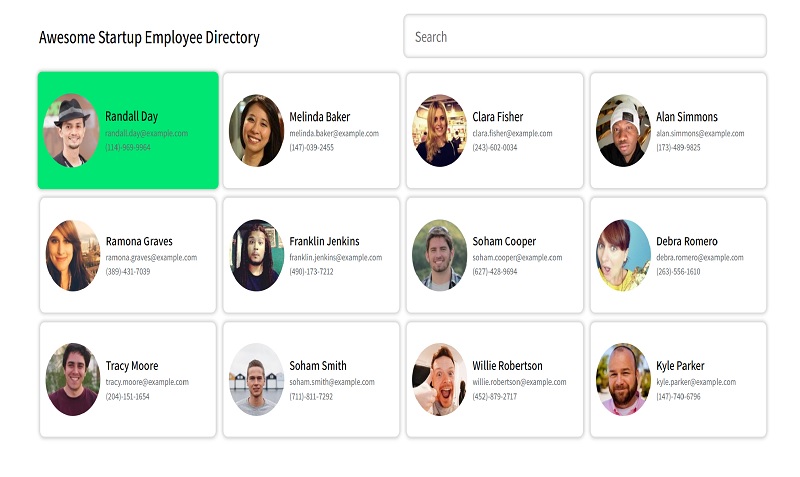 Awesome Startup Employee Directory
Search
Randall Day
randall.day@example.com
(114)-969-9964
Melinda Baker
melinda.baker@example.com
(147)-039-2455
Clara Fisher
clara.fisher@example.com
(243)-602-0034
Alan Simmons
alan.simmons@example.com
(173)-489-9825
Ramona Graves
ramona.graves@example.com
(389)-431-7039
Franklin Jenkins
franklin.jenkins@example.com
(490)-173-7212
Soham Cooper
soham.cooper@example.com
(627)-428-9694
Debra Romero
debra.romero@example.com
(263)-556-1610
Tracy Moore
tracy.moore@example.com
(204)-151-1654
Soham Smith
soham.smith@example.com
(711)-811-7292
Willie Robertson
willie.robertson@example.com
(452)-879-2717
Kyle Parker
kyle.parker@example.com
(147)-740-6796